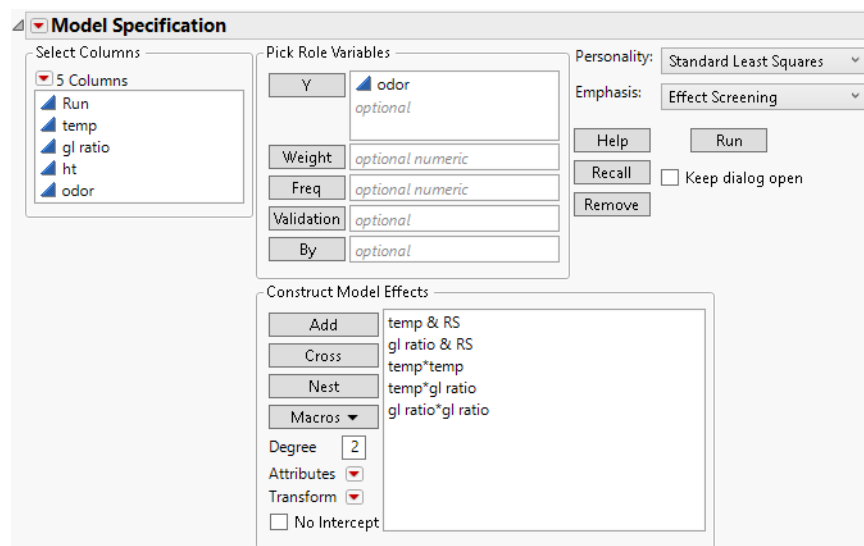 Model Specification
Select Columns
5 Columns
Run
temp
gl ratio
ht
odor
Pick Role Variables
Y
odor
optional
Weight
optional numeric
Freq
optional numeric
Validation
optional
By
optional
Personality:
Standard Least Squares
Emphasis:
Effect Screening
Help
Run
Recall
Keep dialog open
Remove
Construct Model Effects
Add
Cross
Nest
Macros
Degree
2
Attributes
Transform
No Intercept
temp & RS
gl ratio & RS
temp*temp
temp*gl ratio
gl ratio*gl ratio